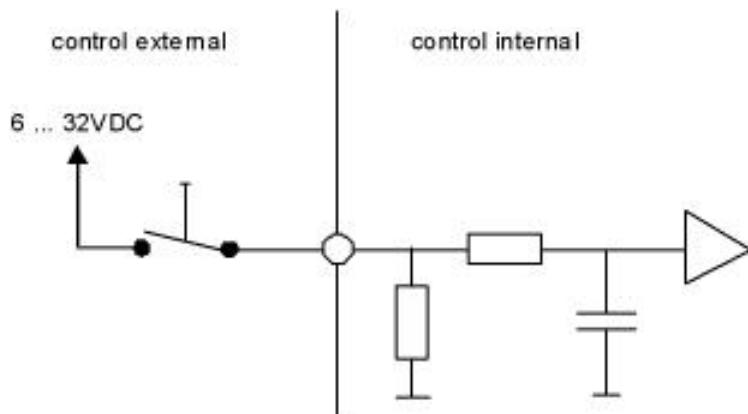 control external
control internal
6 ... 32VDC